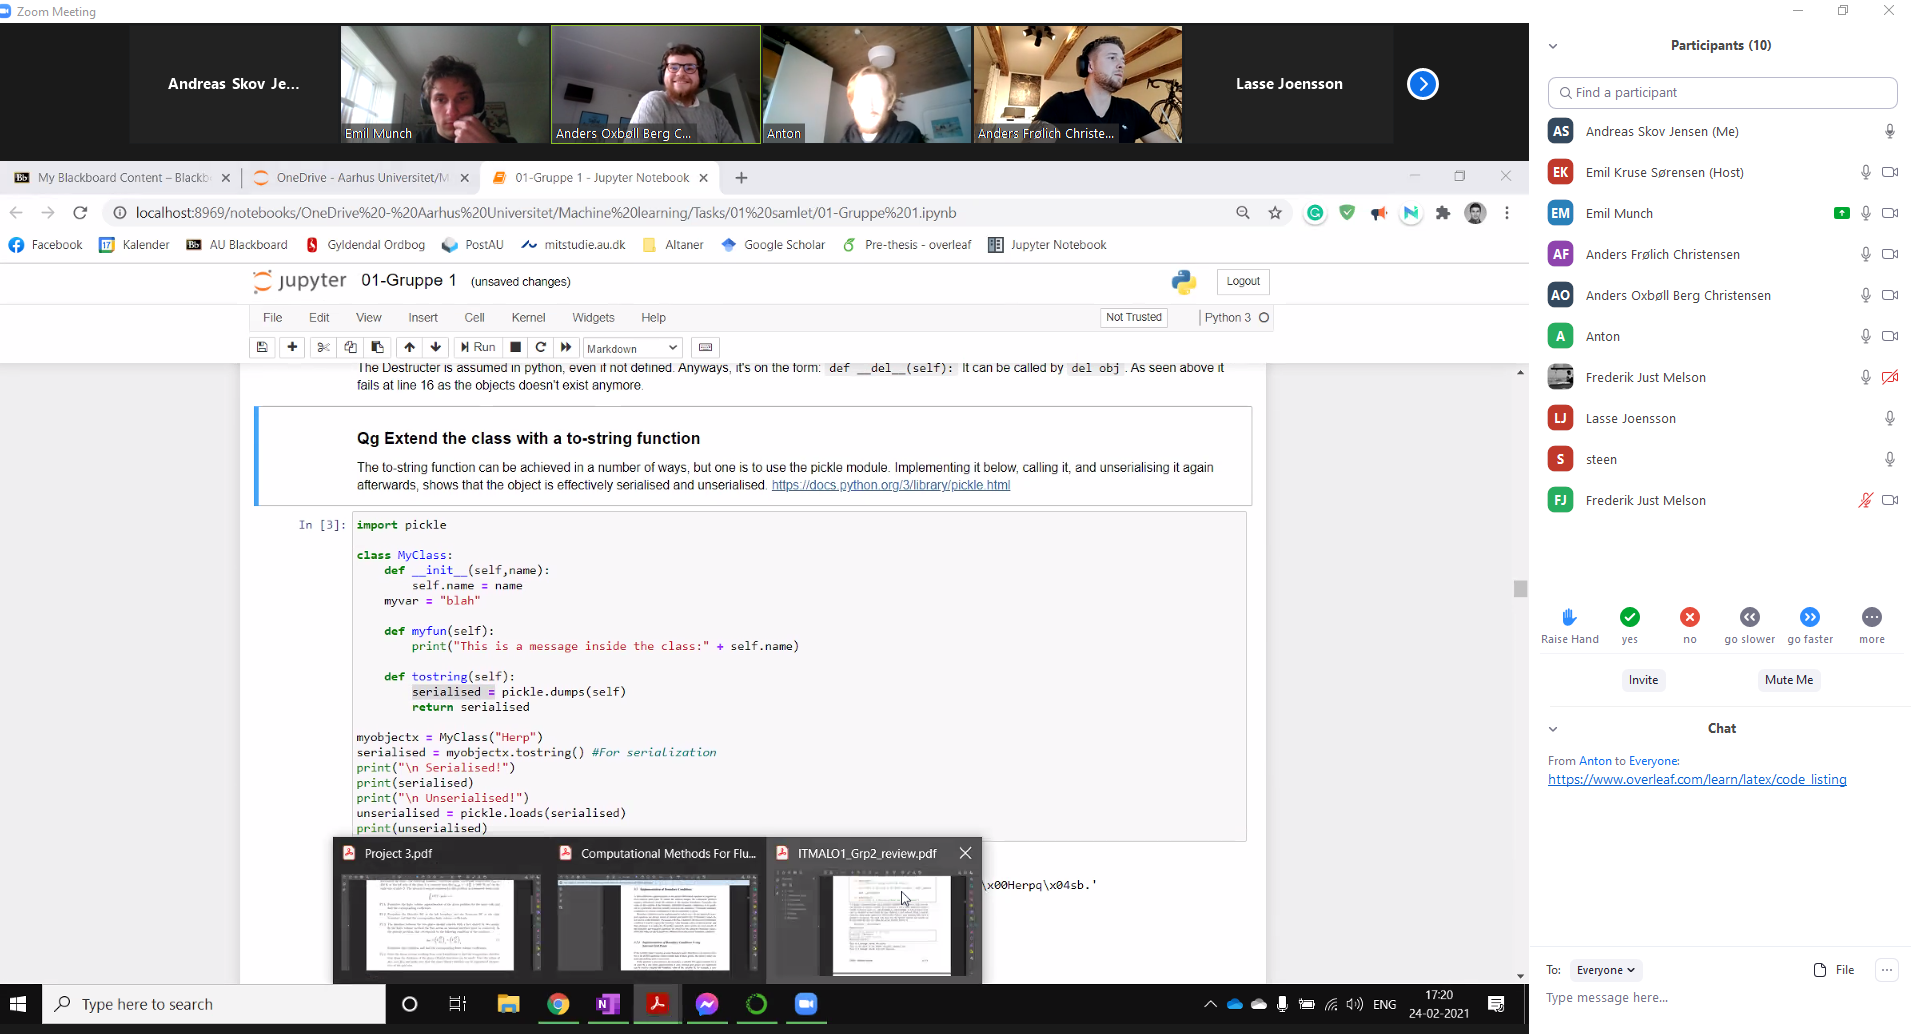 Zoom Meeting
Andreas Skov Je...
Emil Munch
Anders Oxbøll Berg C...
Anton
Anders Frølich Christe...
Lasse Joensson
My Blackboard Content – Blackb
OneDrive - Aarhus Universitet/M
01-Gruppe 1 - Jupyter Notebook
localhost:8969/notebooks/OneDrive%20-%20Aarhus%20Universitet/Machine%20learning/Tasks/01%20samlet/01-Gruppe%201.ipynb
Facebook
Kalender
AU Blackboard
Gyldendal Ordbog
PostAU
mitstudie.au.dk
Altaner
Google Scholar
Pre-thesis - overleaf
Jupyter Notebook
jupyter 01-Gruppe 1 (unsaved changes)
Logout
File Edit View Insert Cell Kernel Widgets Help
Not Trusted
Python 3
Run
Markdown
The Destructer is assumed in python, even if not defined. Anyways, it's on the form: def __del__(self): It can be called by del obj . As seen above it
fails at line 16 as the objects doesn't exist anymore.
Qg Extend the class with a to-string function
The to-string function can be achieved in a number of ways, but one is to use the pickle module. Implementing it below, calling it, and unserialising it again
afterwards, shows that the object is effectively serialised and unserialised. https://docs.python.org/3/library/pickle.html
In [3]:
import pickle
class MyClass:
def __init__(self,name):
self.name = name
myvar = "blah"
def myfun(self):
print("This is a message inside the class:" + self.name)
def tostring(self):
serialised = pickle.dumps(self)
return serialised
myobjectx = MyClass("Herp")
serialised = myobjectx.tostring() #For serialization
print("\n Serialised!")
print(serialised)
print("\n Unserialised!")
unserialised = pickle.loads(serialised)
print(unserialised)
\x00Herpq\x04sb.'
Project 3.pdf
Computational Methods For Flu...
ITMALO1_Grp2_review.pdf
Type here to search
ENG
17:20
24-02-2021
Participants (10)
Find a participant
AS Andreas Skov Jensen (Me)
EK Emil Kruse Sørensen (Host)
EM Emil Munch
AF Anders Frølich Christensen
AO Anders Oxbøll Berg Christensen
A Anton
Frederik Just Melson
LJ Lasse Joensson
S steen
FJ Frederik Just Melson
Raise Hand
yes
no
go slower
go faster
more
Invite
Mute Me
Chat
From Anton to Everyone:
https://www.overleaf.com/learn/latex/code_listing
To: Everyone
File
Type message here...